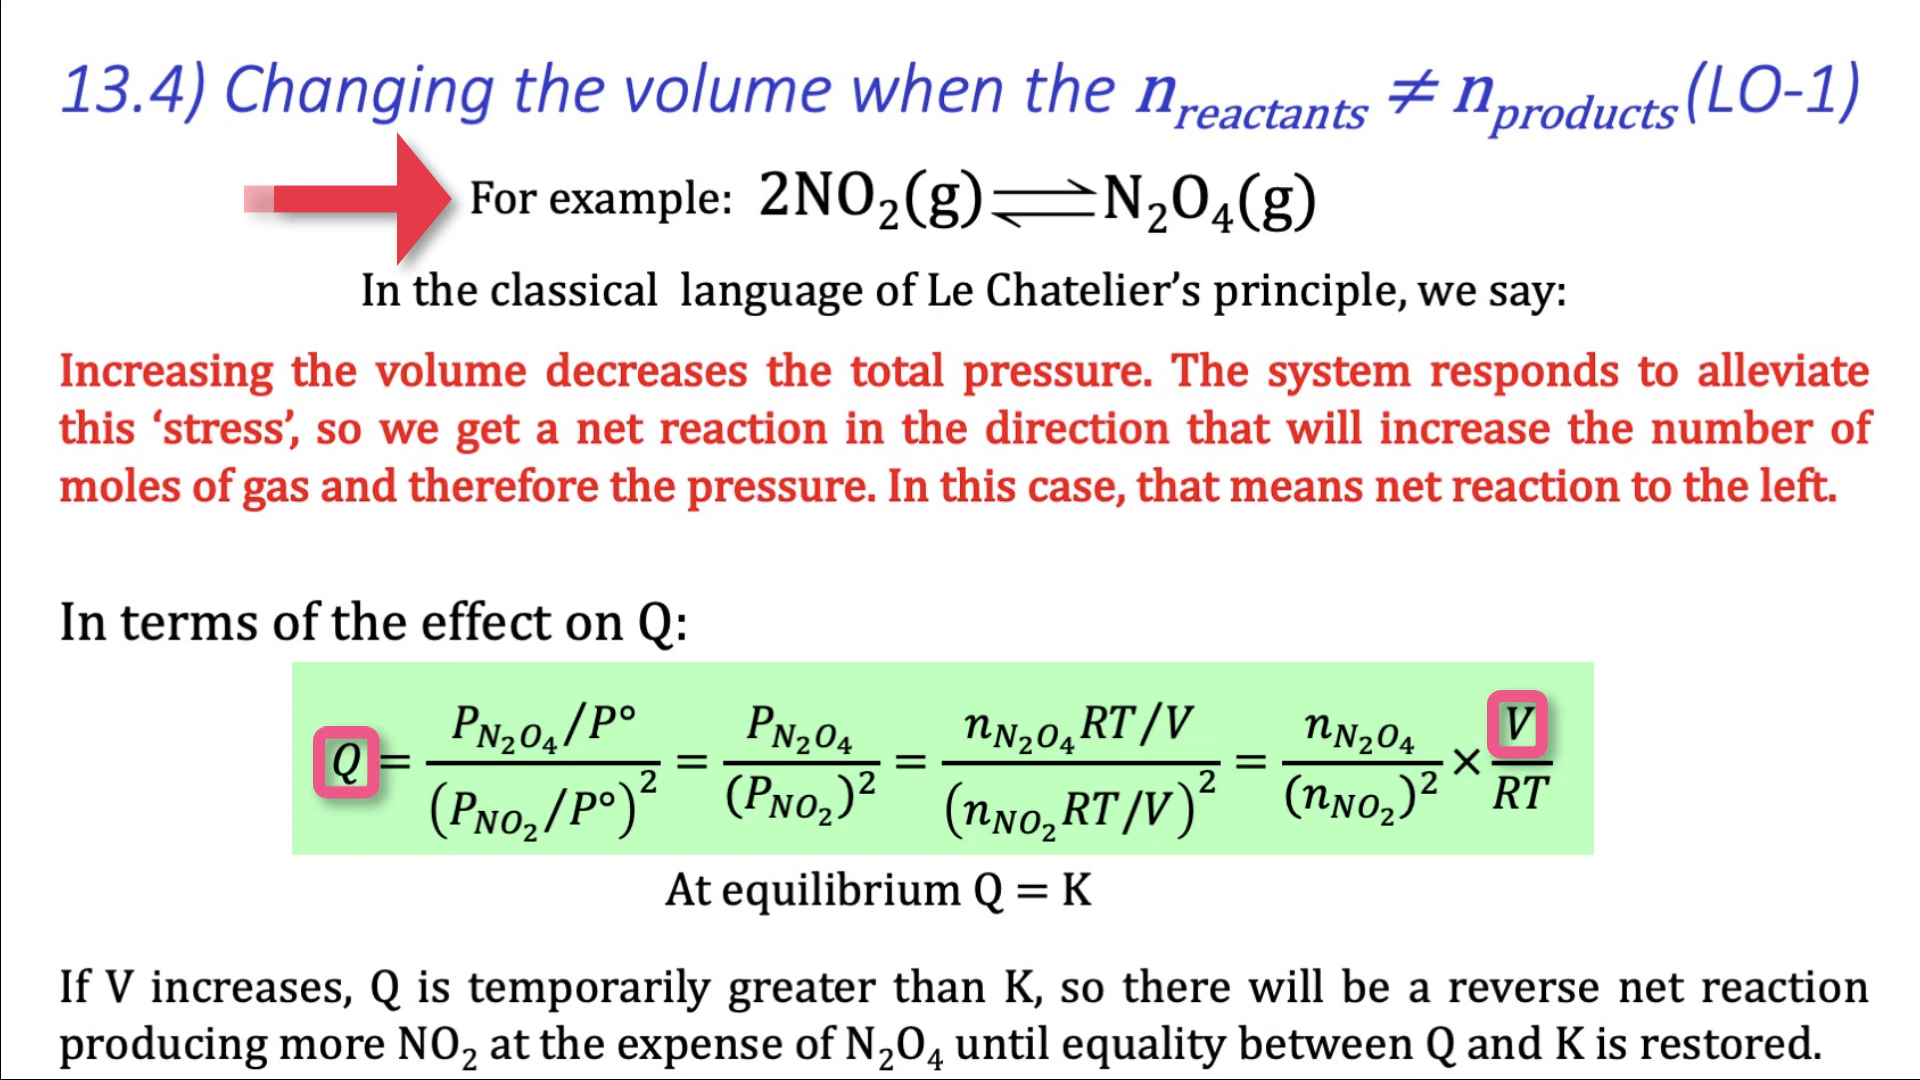 13.4) Changing the volume when the n_reactants ≠ n_products (LO-1)
For example: 2NO₂(g) ⇌ N₂O₄(g)
In the classical language of Le Chatelier’s principle, we say:
Increasing the volume decreases the total pressure. The system responds to alleviate
this ‘stress’, so we get a net reaction in the direction that will increase the number of
moles of gas and therefore the pressure. In this case, that means net reaction to the left.
In terms of the effect on Q:
Q = (P_N₂O₄/P°)/(P_NO₂/P°)² = P_N₂O₄/(P_NO₂)² = (n_N₂O₄RT/V)/(n_NO₂RT/V)² = n_N₂O₄/(n_NO₂)² × V/RT
At equilibrium Q = K
If V increases, Q is temporarily greater than K, so there will be a reverse net reaction
producing more NO₂ at the expense of N₂O₄ until equality between Q and K is restored.